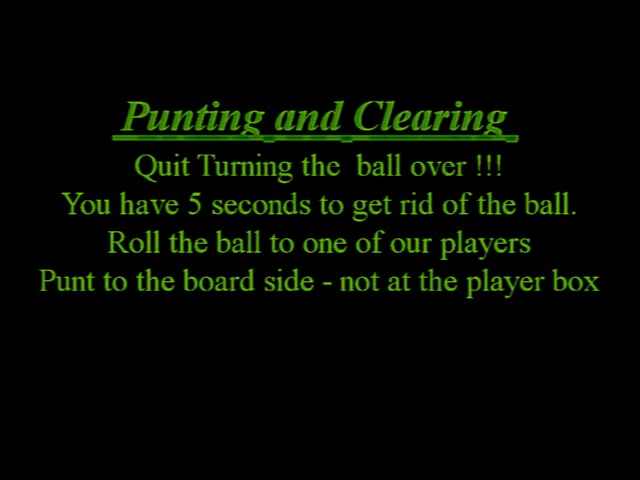 Punting and Clearing
Quit Turning the  ball over !!!
You have 5 seconds to get rid of the ball.
Roll the ball to one of our players
Punt to the board side - not at the player box